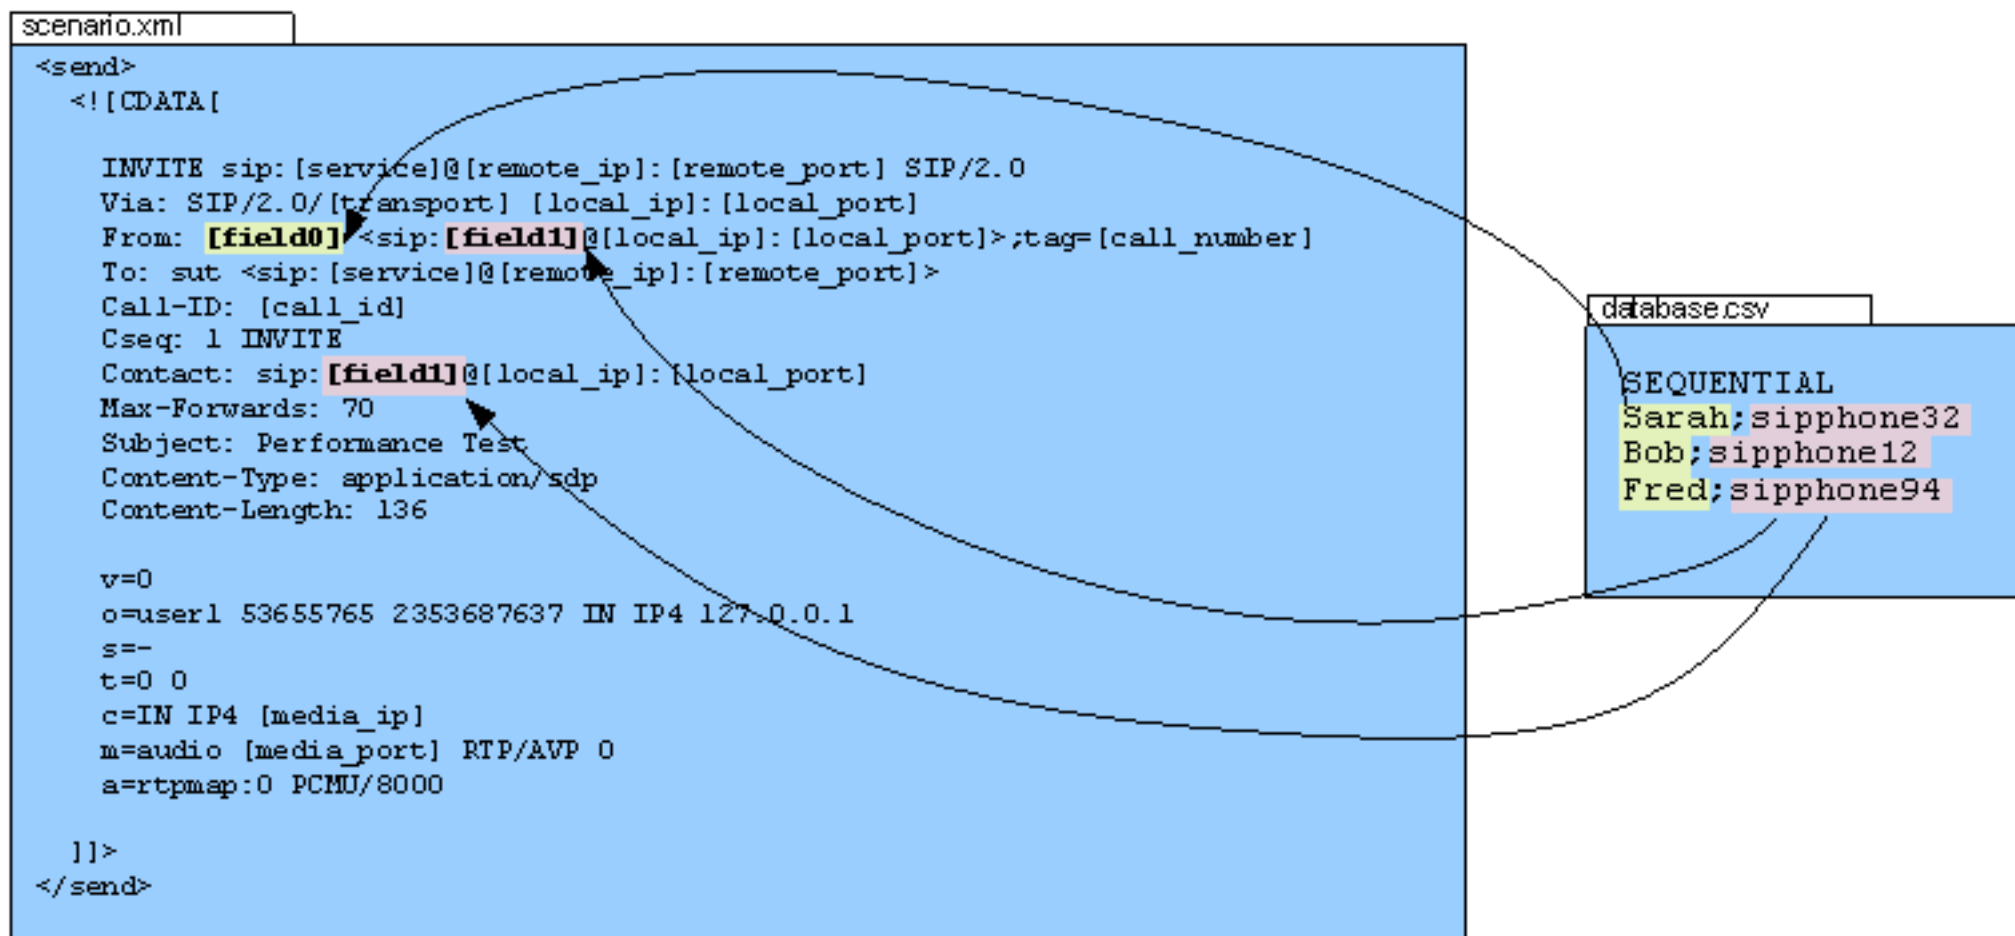 scenario.xml
<send>
<![CDATA[
INVITE sip:[service]@[remote_ip]:[remote_port] SIP/2.0
Via: SIP/2.0/[transport] [local_ip]:[local_port]
From: [field0] <sip:[field1]@[local_ip]:[local_port]>;tag=[call_number]
To: sut <sip:[service]@[remote_ip]:[remote_port]>
Call-ID: [call_id]
Cseq: 1 INVITE
Contact: sip:[field1]@[local_ip]:[local_port]
Max-Forwards: 70
Subject: Performance Test
Content-Type: application/sdp
Content-Length: 136
v=0
o=user1 53655765 2353687637 IN IP4 127.0.0.1
s=-
t=0 0
c=IN IP4 [media_ip]
m=audio [media_port] RTP/AVP 0
a=rtpmap:0 PCMU/8000
]]>
</send>
database.csv
SEQUENTIAL
Sarah;sipphone32
Bob;sipphone12
Fred;sipphone94